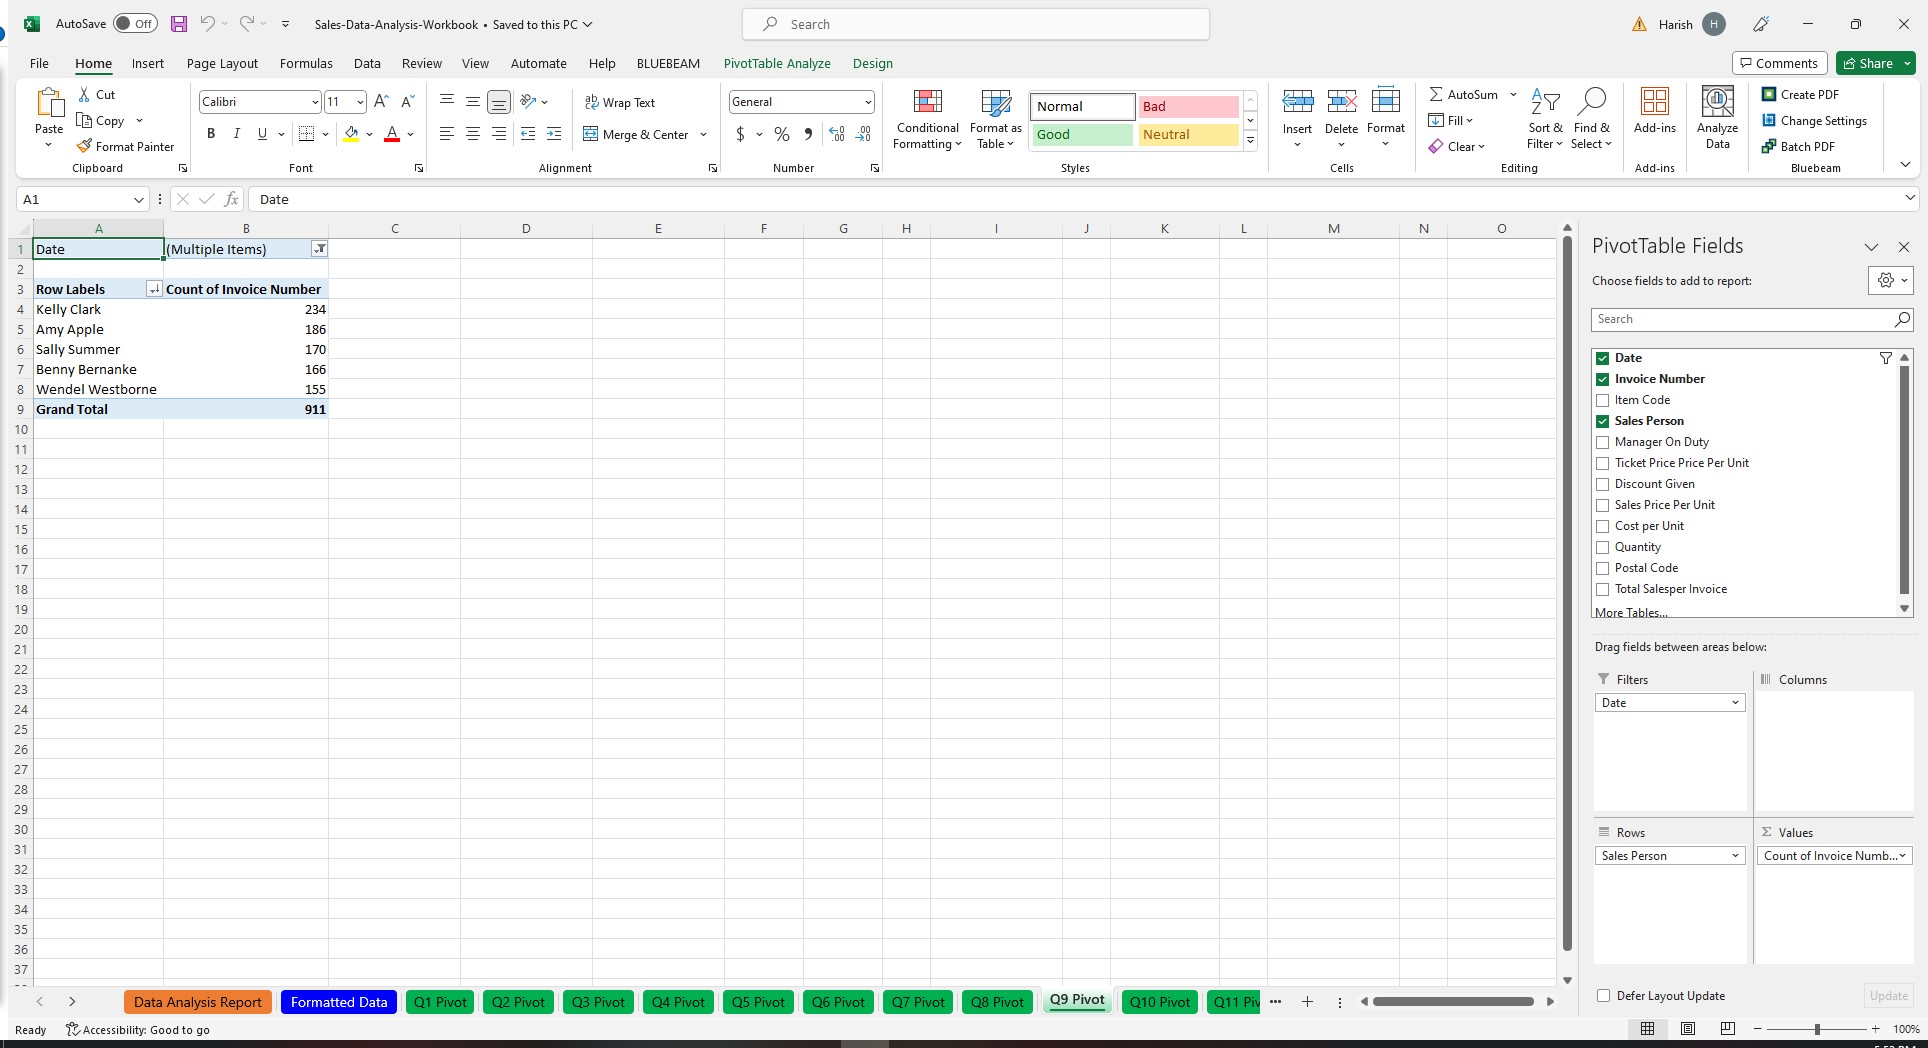 AutoSave Off Sales-Data-Analysis-Workbook • Saved to this PC Search Harish H
File Home Insert Page Layout Formulas Data Review View Automate Help BLUEBEAM PivotTable Analyze Design Comments Share
Paste Cut Copy Format Painter Clipboard
Calibri 11 B I U A Font
Wrap Text Merge & Center Alignment
General $ % Number
Conditional Formatting Format as Table Normal Bad Good Neutral Styles
Insert Delete Format Cells
AutoSum Fill Clear Sort & Filter Find & Select Editing
Add-ins Add-ins
Analyze Data
Create PDF Change Settings Batch PDF Bluebeam
A1 fx Date
A B C D E F G H I J K L M N O
1 Date (Multiple Items)
2
3 Row Labels Count of Invoice Number
4 Kelly Clark 234
5 Amy Apple 186
6 Sally Summer 170
7 Benny Bernanke 166
8 Wendel Westborne 155
9 Grand Total 911
10
11
12
13
14
15
16
17
18
19
20
21
22
23
24
25
26
27
28
29
30
31
32
33
34
35
36
37
PivotTable Fields
Choose fields to add to report:
Search
Date
Invoice Number
Item Code
Sales Person
Manager On Duty
Ticket Price Price Per Unit
Discount Given
Sales Price Per Unit
Cost per Unit
Quantity
Postal Code
Total Salesper Invoice
More Tables...
Drag fields between areas below:
Filters Columns
Date
Rows Values
Sales Person Count of Invoice Numb...
Defer Layout Update Update
Data Analysis Report Formatted Data Q1 Pivot Q2 Pivot Q3 Pivot Q4 Pivot Q5 Pivot Q6 Pivot Q7 Pivot Q8 Pivot Q9 Pivot Q10 Pivot Q11 Piv
Ready Accessibility: Good to go 100%